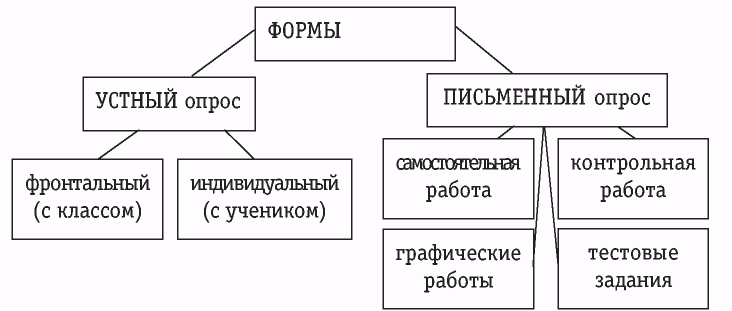 ФОРМЫ
УСТНЫЙ опрос
ПИСЬМЕННЫЙ опрос
фронтальный
(с классом)
индивидуальный
(с учеником)
самостоятельная
работа
контрольная
работа
графические
работы
тестовые
задания